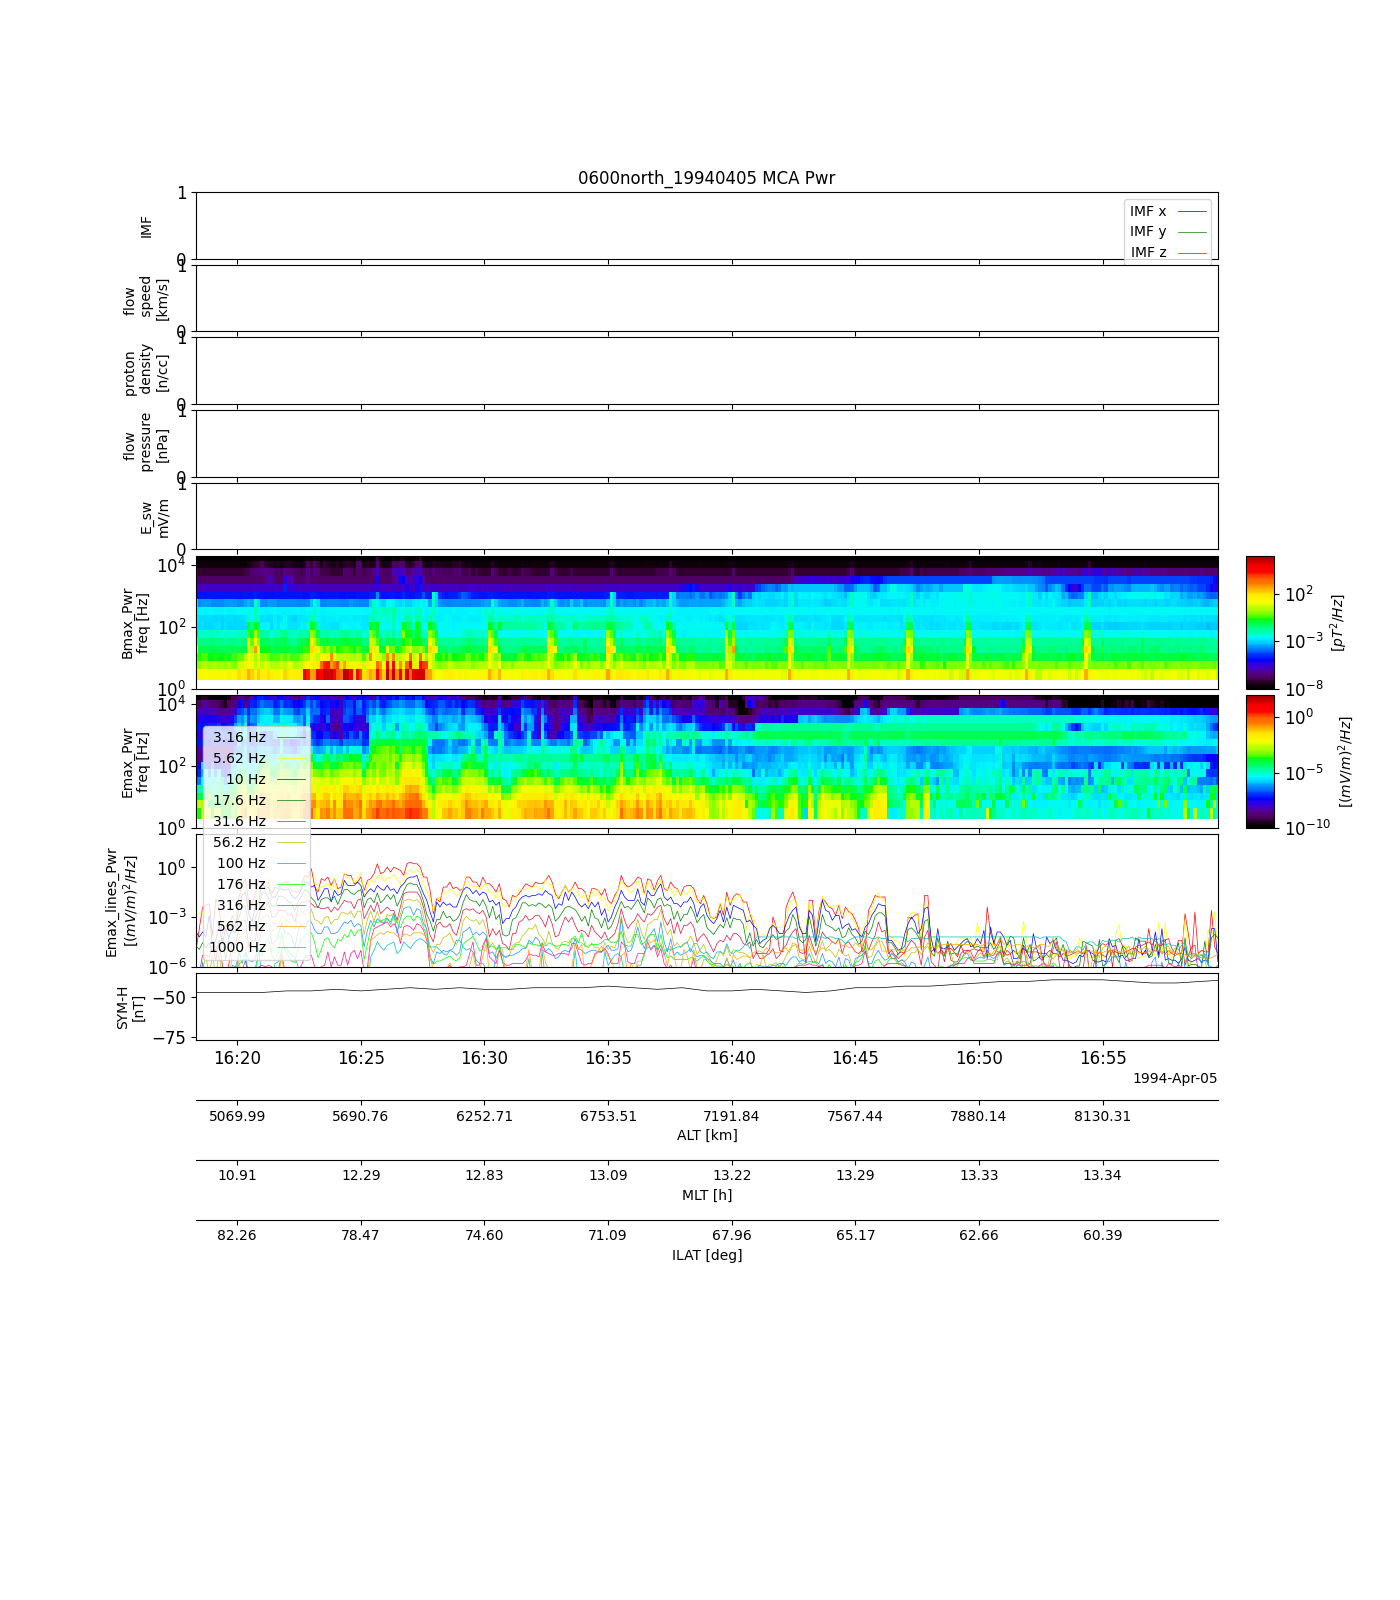 0600north_19940405 MCA Pwr
1
0
IMF
IMF x
IMF y
IMF z
1
0
flow
speed
[km/s]
1
0
proton
density
[n/cc]
1
0
flow
pressure
[nPa]
1
0
E_sw
mV/m
10^4
10^2
10^0
Bmax_Pwr
freq [Hz]
10^2
10^-3
10^-8
[pT^2/Hz]
10^4
10^2
10^0
Emax_Pwr
freq [Hz]
10^0
10^-5
10^-10
[(mV/m)^2/Hz]
3.16 Hz
5.62 Hz
10 Hz
17.6 Hz
31.6 Hz
56.2 Hz
100 Hz
176 Hz
316 Hz
562 Hz
1000 Hz
10^0
10^-3
10^-6
Emax_lines_Pwr
[(mV/m)^2/Hz]
−50
−75
SYM-H
[nT]
16:20 16:25 16:30 16:35 16:40 16:45 16:50 16:55
1994-Apr-05
5069.99 5690.76 6252.71 6753.51 7191.84 7567.44 7880.14 8130.31
ALT [km]
10.91 12.29 12.83 13.09 13.22 13.29 13.33 13.34
MLT [h]
82.26 78.47 74.60 71.09 67.96 65.17 62.66 60.39
ILAT [deg]